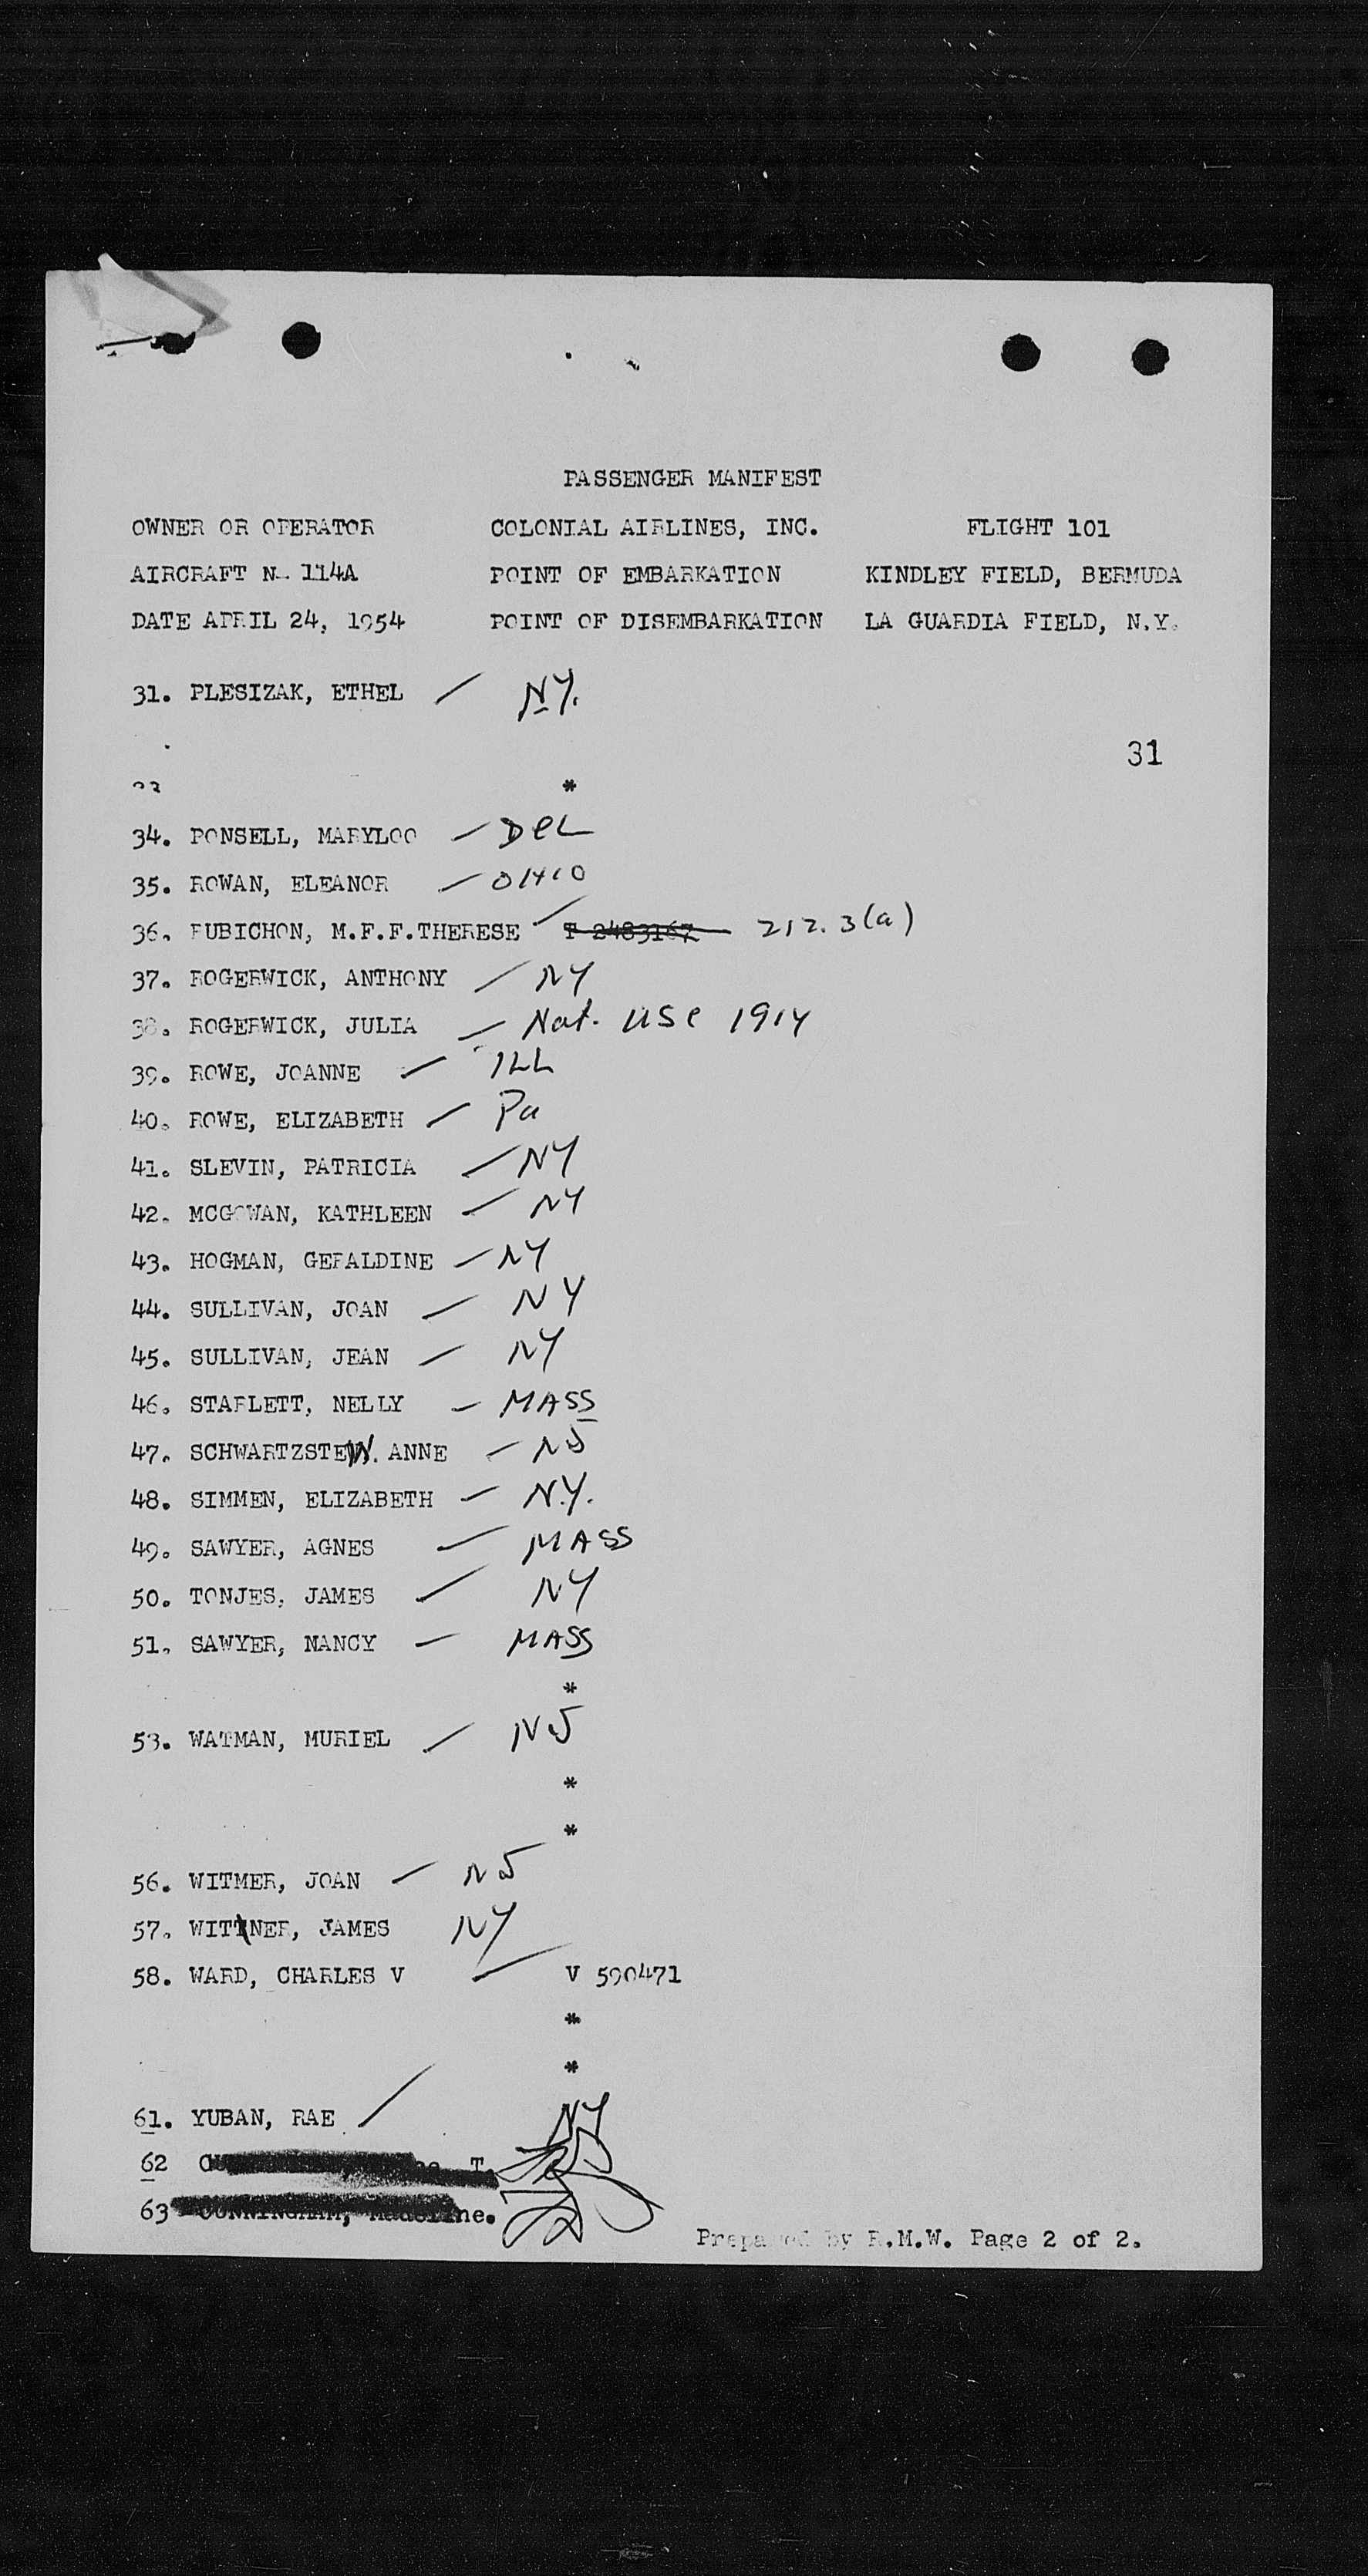 PASSENGER MANIFEST
OWNER OR OPERATOR COLONIAL AIRLINES, INC. FLIGHT 101
AIRCRAFT N- 114A POINT OF EMBARKATION KINDLEY FIELD, BERMUDA
DATE APRIL 24, 1954 POINT OF DISEMBARKATION LA GUARDIA FIELD, N.Y.
31. PLESIZAK, ETHEL — N.Y.
31
*
34. PONSELL, MARYLOO — DEL
35. ROWAN, ELEANOR — OHIO
36. RUBICHON, M.F.F.THERESE 212.3(a)
37. ROGERWICK, ANTHONY — NY
38. ROGERWICK, JULIA — Nat. USC 1914
39. ROWE, JOANNE — ILL
40. ROWE, ELIZABETH — Pa
41. SLEVIN, PATRICIA — NY
42. MCGOWAN, KATHLEEN — NY
43. HOGMAN, GERALDINE — NY
44. SULLIVAN, JOAN — NY
45. SULLIVAN, JEAN — NY
46. STARLETT, NELLY — MASS
47. ANNE — NJ
48. SIMMEN, ELIZABETH — N.Y.
49. SAWYER, AGNES — MASS
50. TONJES, JAMES — NY
51. SAWYER, NANCY — MASS
*
53. WATMAN, MURIEL — NJ
*
*
56. WITMER, JOAN — NJ
57. JAMES NY
58. WARD, CHARLES V — V 590471
*
*
61. YUBAN, RAE / NY
62 T.
63 CUNNINGHAM, Madeline.
Prepared by R.M.W. Page 2 of 2.